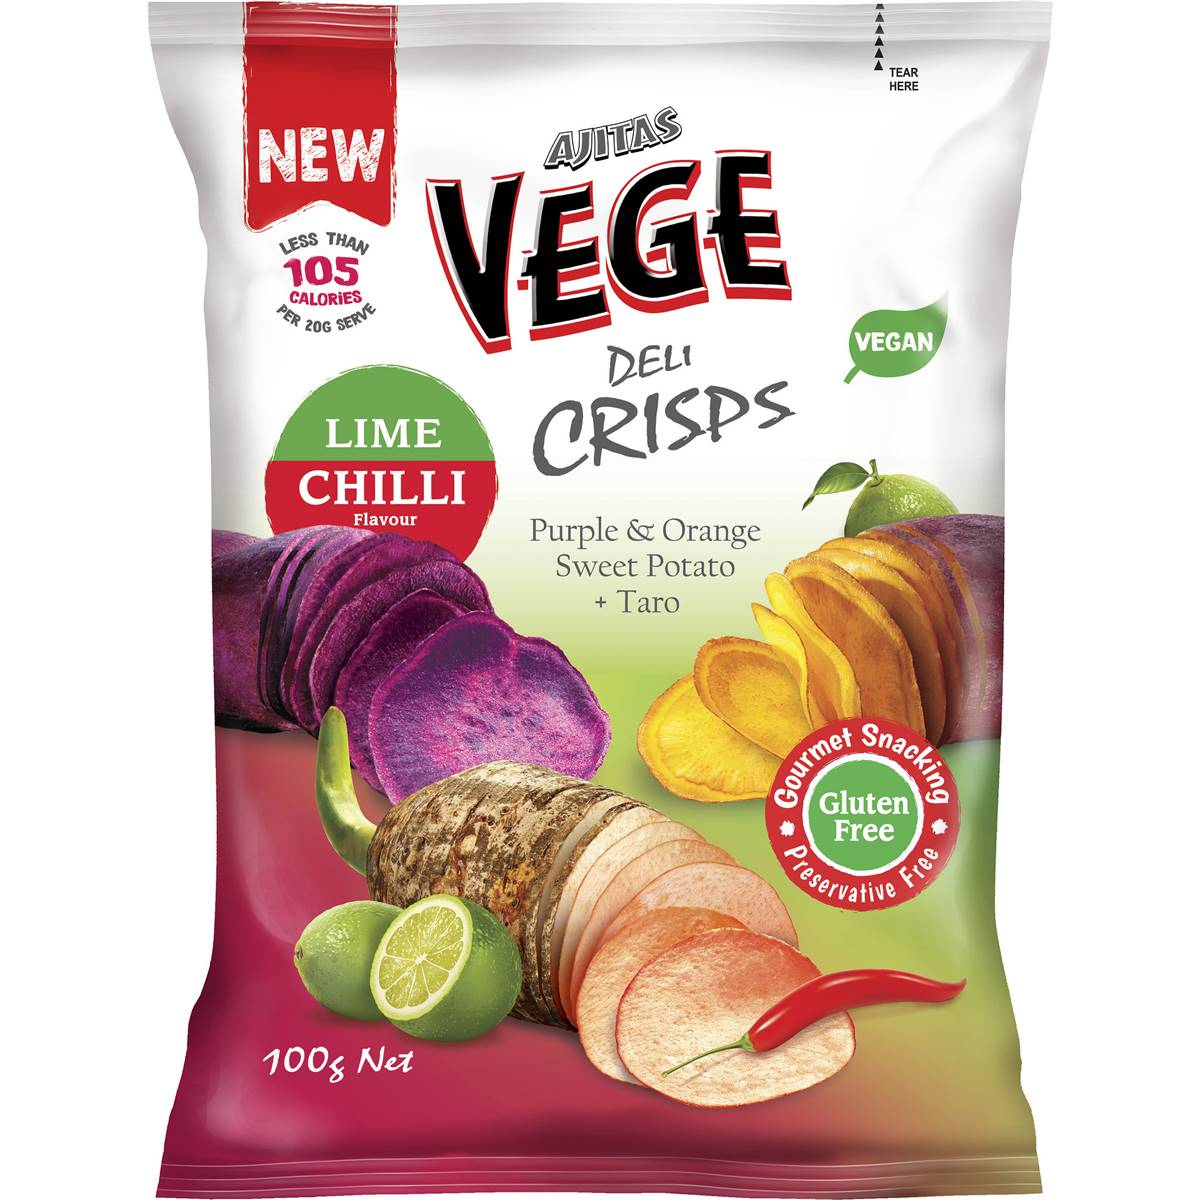 TEAR
HERE
NEW
AJITAS
VEGE
LESS THAN
105
CALORIES
PER 20G SERVE
VEGAN
DELI
CRISPS
LIME
CHILLI
Flavour
Purple & Orange
Sweet Potato
+ Taro
Gourmet Snacking
Gluten
Free
Preservative Free
100g Net